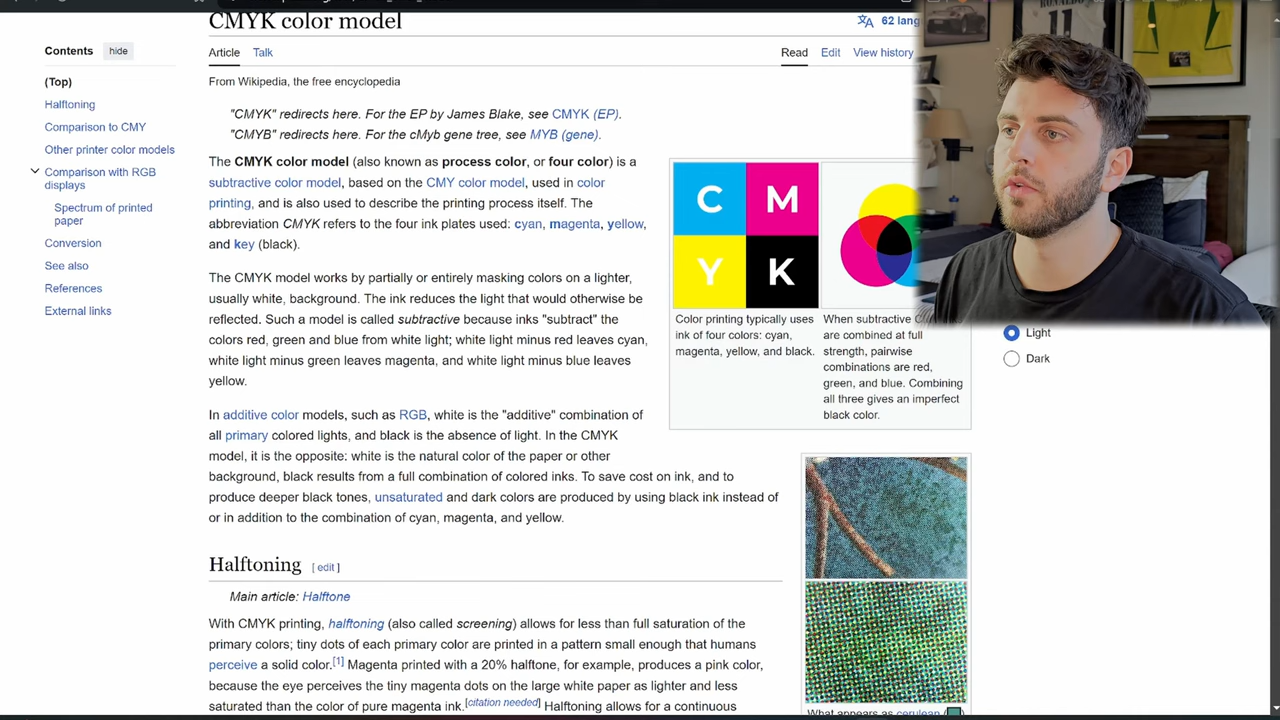 CMYK color model
62 lang
Contents hide
(Top)
Halftoning
Comparison to CMY
Other printer color models
Comparison with RGB
displays
Spectrum of printed
paper
Conversion
See also
References
External links
Article Talk
Read Edit View history
From Wikipedia, the free encyclopedia
"CMYK" redirects here. For the EP by James Blake, see CMYK (EP).
"CMYB" redirects here. For the cMyb gene tree, see MYB (gene).
The CMYK color model (also known as process color, or four color) is a
subtractive color model, based on the CMY color model, used in color
printing, and is also used to describe the printing process itself. The
abbreviation CMYK refers to the four ink plates used: cyan, magenta, yellow,
and key (black).
The CMYK model works by partially or entirely masking colors on a lighter,
usually white, background. The ink reduces the light that would otherwise be
reflected. Such a model is called subtractive because inks "subtract" the
colors red, green and blue from white light; white light minus red leaves cyan,
white light minus green leaves magenta, and white light minus blue leaves
yellow.
In additive color models, such as RGB, white is the "additive" combination of
all primary colored lights, and black is the absence of light. In the CMYK
model, it is the opposite: white is the natural color of the paper or other
background, black results from a full combination of colored inks. To save cost on ink, and to
produce deeper black tones, unsaturated and dark colors are produced by using black ink instead of
or in addition to the combination of cyan, magenta, and yellow.
C M
Y K
Color printing typically uses
ink of four colors: cyan,
magenta, yellow, and black.
When subtractive
are combined at full
strength, pairwise
combinations are red,
green, and blue. Combining
all three gives an imperfect
black color.
11
Light
Dark
Halftoning [ edit ]
Main article: Halftone
With CMYK printing, halftoning (also called screening) allows for less than full saturation of the
primary colors; tiny dots of each primary color are printed in a pattern small enough that humans
perceive a solid color.[1] Magenta printed with a 20% halftone, for example, produces a pink color,
because the eye perceives the tiny magenta dots on the large white paper as lighter and less
saturated than the color of pure magenta ink.[citation needed] Halftoning allows for a continuous
What appears as cerulean (